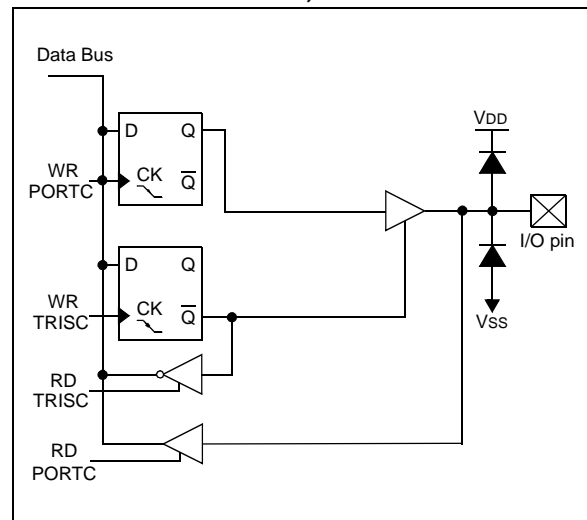 Data Bus
D Q
VDD
WR
PORTC
CK Q̅
I/O pin
D Q
WR
TRISC
CK Q̅
VSS
RD
TRISC
RD
PORTC